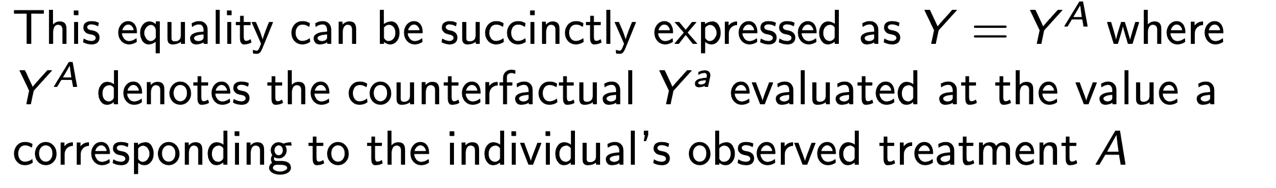 This equality can be succinctly expressed as Y = Y^A where
Y^A denotes the counterfactual Y^a evaluated at the value a
corresponding to the individual's observed treatment A